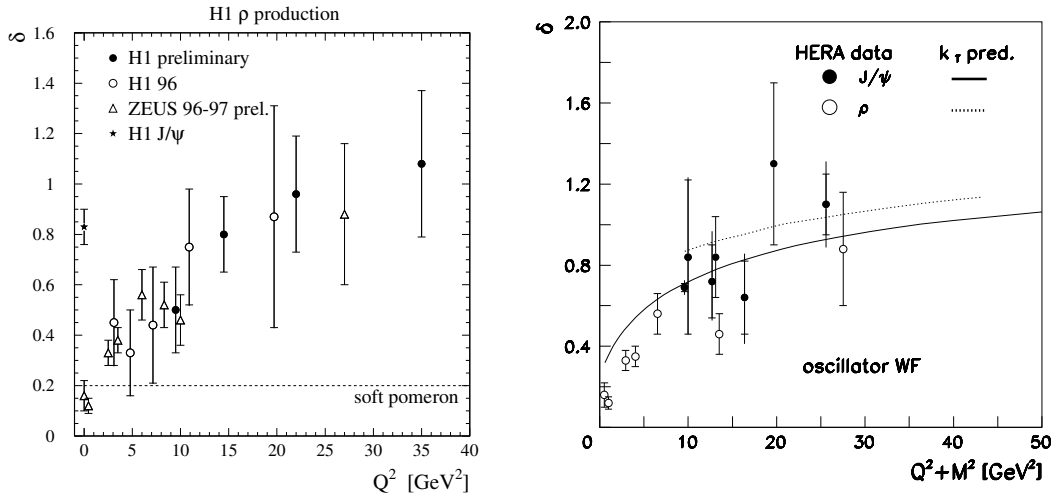 H1 ρ production
δ
1.6
1.4
1.2
1
0.8
0.6
0.4
0.2
0
H1 preliminary
H1 96
ZEUS 96-97 prel.
H1 J/ψ
soft pomeron
0 5 10 15 20 25 30 35 40
Q² [GeV²]
δ
2.0
1.6
1.2
0.8
0.4
HERA data k_T pred.
J/ψ
ρ
oscillator WF
0 10 20 30 40 50
Q²+M² [GeV²]